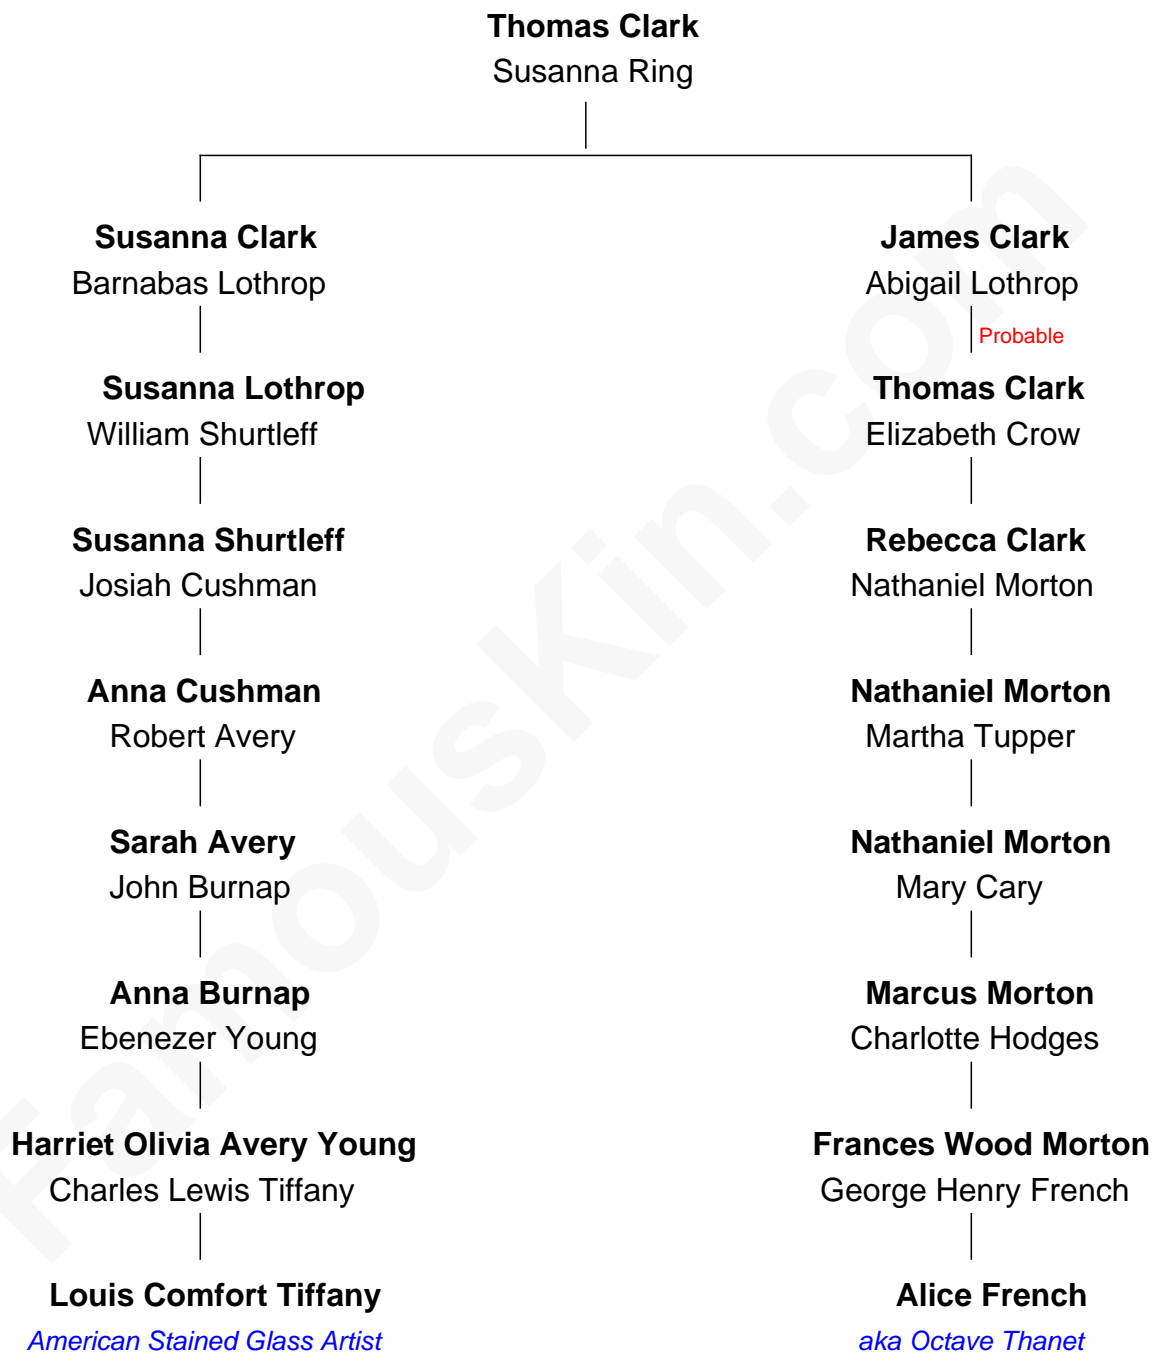 Thomas Clark
Susanna Ring
Susanna Clark
Barnabas Lothrop
James Clark
Abigail Lothrop
Probable
Susanna Lothrop
William Shurtleff
Thomas Clark
Elizabeth Crow
Susanna Shurtleff
Josiah Cushman
Rebecca Clark
Nathaniel Morton
Anna Cushman
Robert Avery
Nathaniel Morton
Martha Tupper
Sarah Avery
John Burnap
Nathaniel Morton
Mary Cary
Anna Burnap
Ebenezer Young
Marcus Morton
Charlotte Hodges
Harriet Olivia Avery Young
Charles Lewis Tiffany
Frances Wood Morton
George Henry French
Louis Comfort Tiffany
American Stained Glass Artist
Alice French
aka Octave Thanet
FamousKin.com